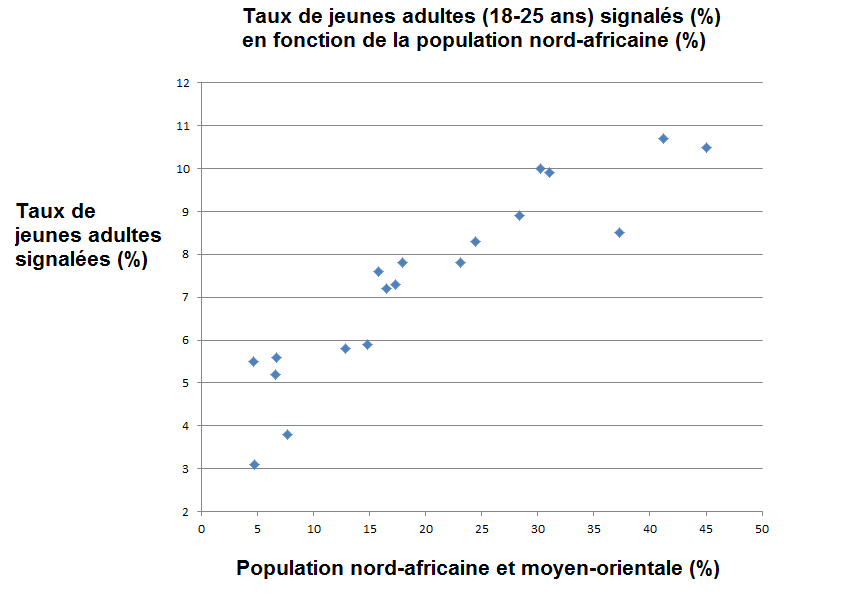 Taux de jeunes adultes (18-25 ans) signalés (%)
en fonction de la population nord-africaine (%)
12
11
10
9
8
7
6
5
4
3
2
Taux de
jeunes adultes
signalées (%)
0 5 10 15 20 25 30 35 40 45 50
Population nord-africaine et moyen-orientale (%)